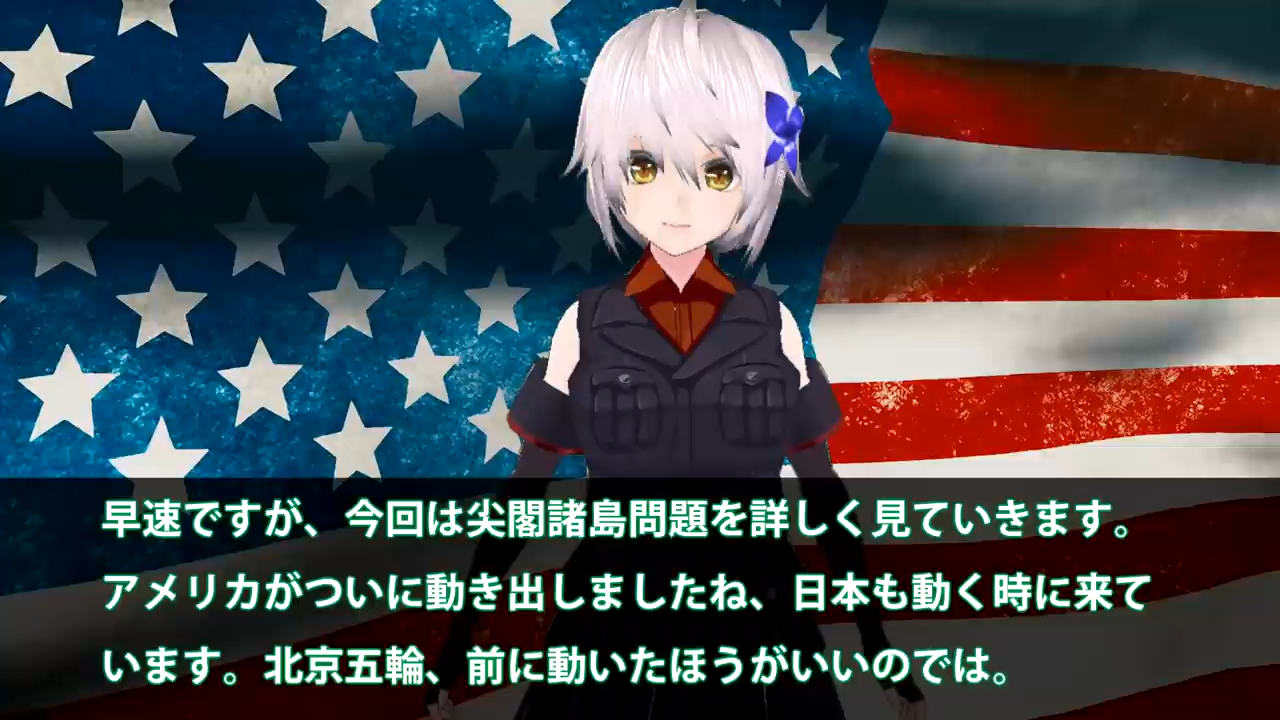 早速ですが、今回は尖閣諸島問題を詳しく見ていきます。
アメリカがついに動き出しましたね、日本も動く時に来て
います。北京五輪、前に動いたほうがいいのでは。